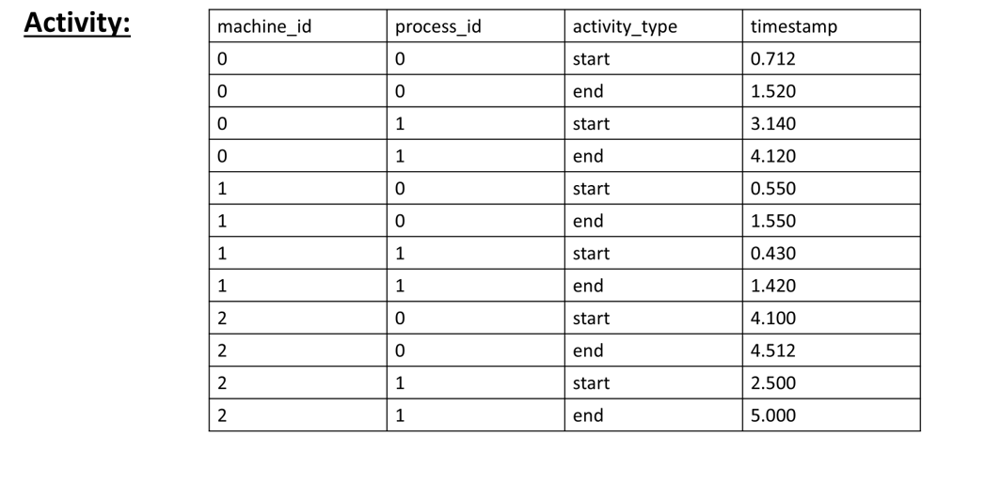 Activity:
machine_id process_id activity_type timestamp
0 0 start 0.712
0 0 end 1.520
0 1 start 3.140
0 1 end 4.120
1 0 start 0.550
1 0 end 1.550
1 1 start 0.430
1 1 end 1.420
2 0 start 4.100
2 0 end 4.512
2 1 start 2.500
2 1 end 5.000